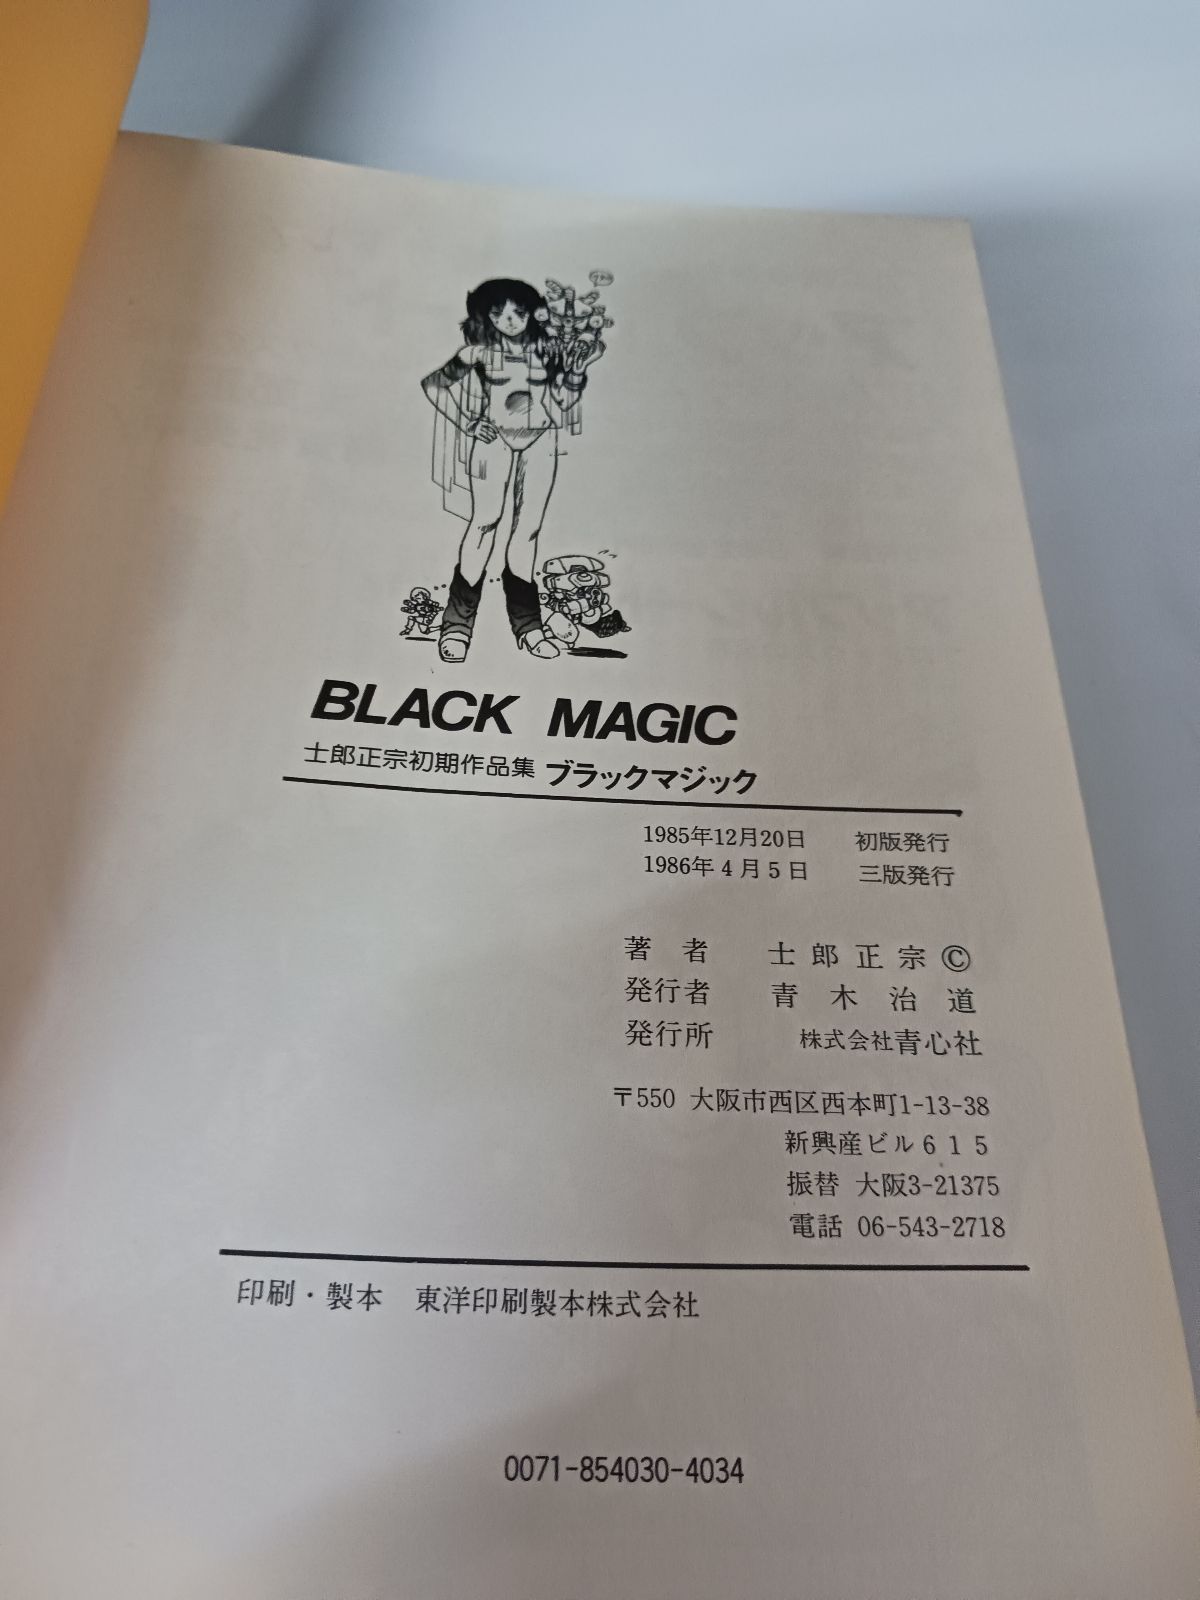 BLACK MAGIC
士郎正宗初期作品集 ブラックマジック
1985年12月20日 初版発行
1986年4月5日 三版発行
著者 士郎正宗©
発行者 青木治道
発行所 株式会社青心社
〒550 大阪市西区西本町1-13-38
新興産ビル615
振替 大阪3-21375
電話 06-543-2718
印刷・製本 東洋印刷製本株式会社
0071-854030-4034